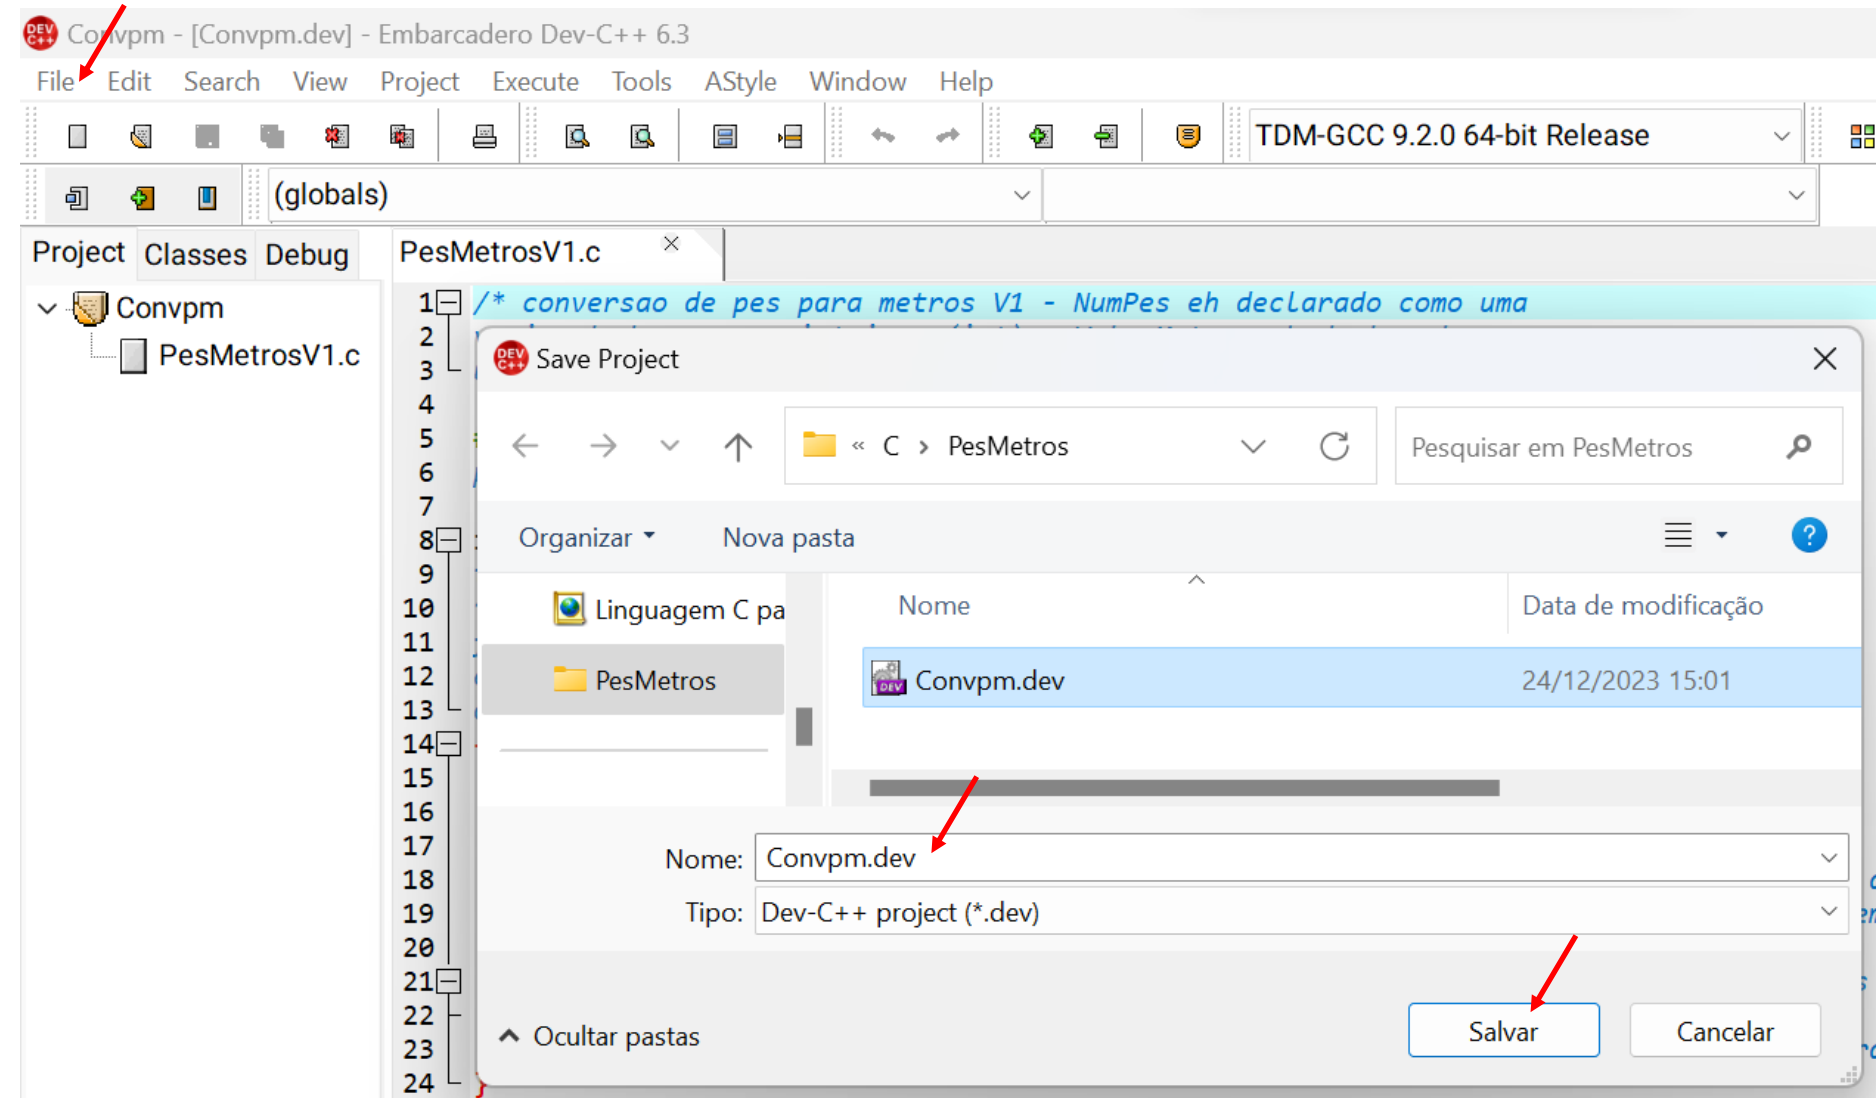 DEV C++ Convpm - [Convpm.dev] - Embarcadero Dev-C++ 6.3
File Edit Search View Project Execute Tools AStyle Window Help
TDM-GCC 9.2.0 64-bit Release
(globals)
Project Classes Debug PesMetrosV1.c
Convpm
PesMetrosV1.c
1 /* conversao de pes para metros V1 - NumPes eh declarado como uma
2
3
4
5
6
7
8
9
10
11
12
13
14
15
16
17
18
19
20
21
22
23
24 }
DEV C++ Save Project
« C > PesMetros
Pesquisar em PesMetros
Organizar Nova pasta
?
Linguagem C pa
PesMetros
Nome Data de modificação
DEV Convpm.dev 24/12/2023 15:01
Nome: Convpm.dev
Tipo: Dev-C++ project (*.dev)
Ocultar pastas
Salvar Cancelar